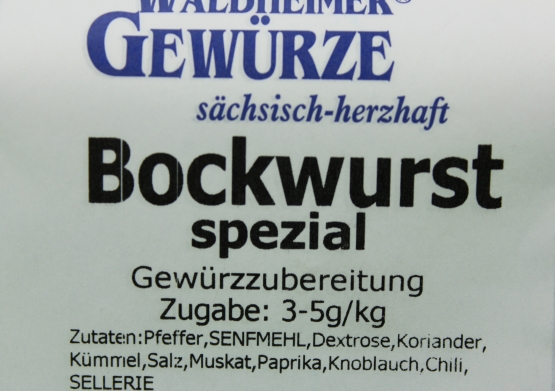 WALDHEIMER®
GEWÜRZE
sächsisch-herzhaft
Bockwurst
spezial
Gewürzzubereitung
Zugabe: 3-5g/kg
Zutaten:Pfeffer,SENFMEHL,Dextrose,Koriander,
Kümmel,Salz,Muskat,Paprika,Knoblauch,Chili,
SELLERIE